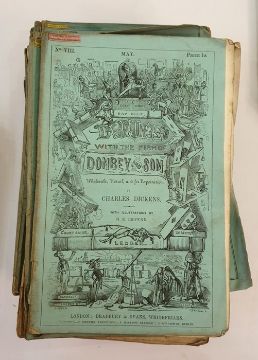 No. VIII. MAY. PRICE 1s.
DEALINGS
WITH THE FIRM OF
DOMBEY AND SON
Wholesale, Retail, & for Exportation.
BY
CHARLES DICKENS.
WITH ILLUSTRATIONS BY
H. K. BROWNE.
LEDGER
LONDON: BRADBURY & EVANS, WHITEFRIARS.